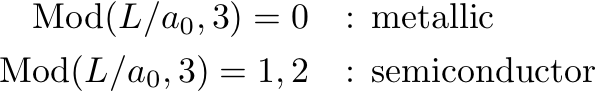 Mod(L/a₀, 3) = 0 : metallic
Mod(L/a₀, 3) = 1, 2 : semiconductor